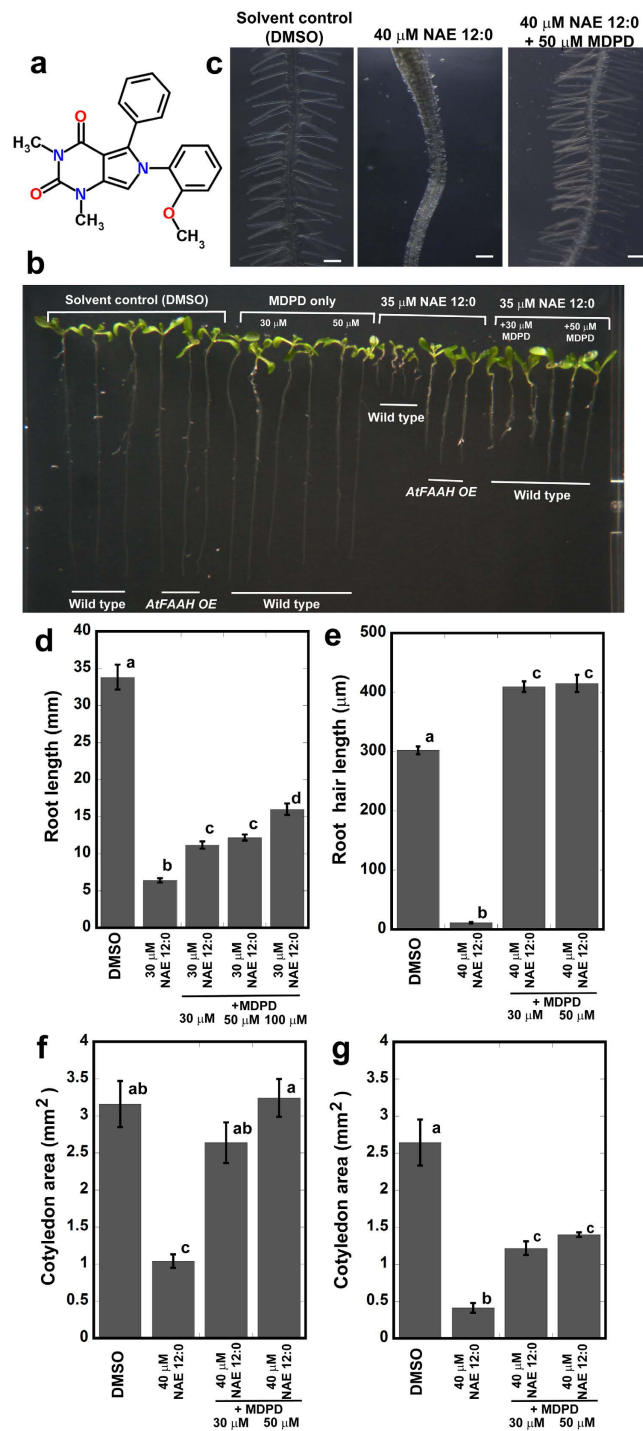 a
O
H₃C
N
N
O
N
CH₃
O
CH₃
c
Solvent control
(DMSO)
40 μM NAE 12:0
40 μM NAE 12:0
+ 50 μM MDPD
b
Solvent control (DMSO)
MDPD only
30 μM
50 μM
35 μM NAE 12:0
35 μM NAE 12:0
+30 μM
MDPD
+50 μM
MDPD
Wild type
AtFAAH OE
Wild type
Wild type
AtFAAH OE
Wild type
d
Root length (mm)
40
35
30
25
20
15
10
5
0
a
b
c
c
d
DMSO
30 μM
NAE 12:0
30 μM
NAE 12:0
30 μM
NAE 12:0
30 μM
NAE 12:0
+MDPD
30 μM
50 μM
100 μM
e
Root hair length (μm)
500
400
300
200
100
0
a
b
c
c
DMSO
40 μM
NAE 12:0
40 μM
NAE 12:0
40 μM
NAE 12:0
+ MDPD
30 μM
50 μM
f
Cotyledon area (mm²)
4
3.5
3
2.5
2
1.5
1
0.5
0
ab
c
ab
a
DMSO
40 μM
NAE 12:0
40 μM
NAE 12:0
40 μM
NAE 12:0
+ MDPD
30 μM
50 μM
g
Cotyledon area (mm²)
4
3.5
3
2.5
2
1.5
1
0.5
0
a
b
c
c
DMSO
40 μM
NAE 12:0
40 μM
NAE 12:0
40 μM
NAE 12:0
+ MDPD
30 μM
50 μM